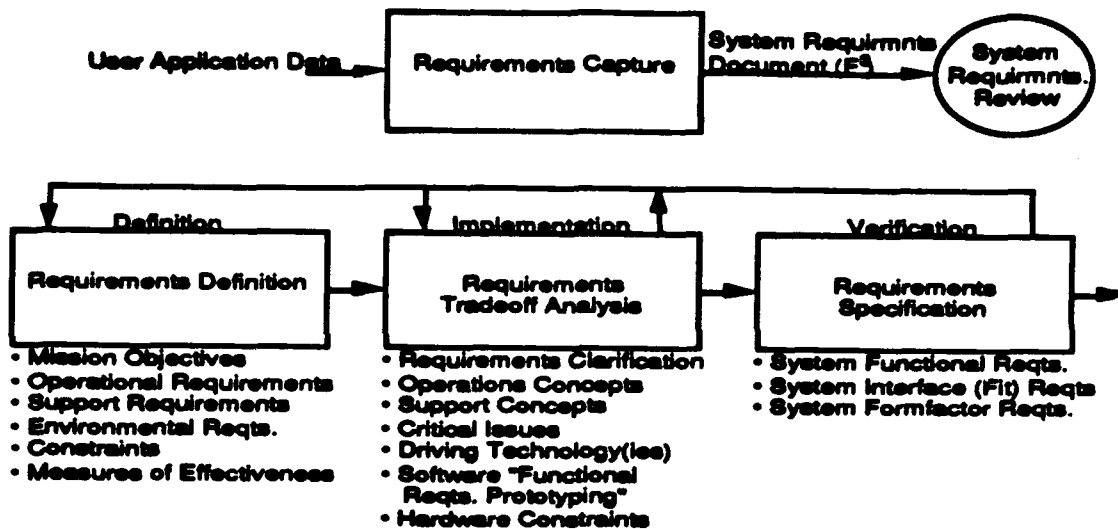 User Application Data
Requirements Capture
System Requirmnts
Document (F³)
System
Requirmnts.
Review
Definition
Implementation
Verification
Requirements Definition
Requirements
Tradeoff Analysis
Requirements
Specification
• Mission Objectives
• Operational Requirements
• Support Requirements
• Environmental Reqts.
• Constraints
• Measures of Effectiveness
• Requirements Clarification
• Operations Concepts
• Support Concepts
• Critical Issues
• Driving Technology(ies)
• Software "Functional
Reqts. Prototyping"
• Hardware Constraints
• System Functional Reqts.
• System Interface (Fit) Reqts
• System Formfactor Reqts.